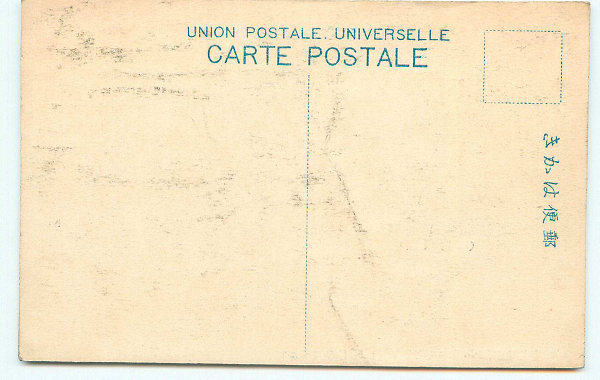 UNION POSTALE. UNIVERSELLE
CARTE POSTALE
郵便はかき